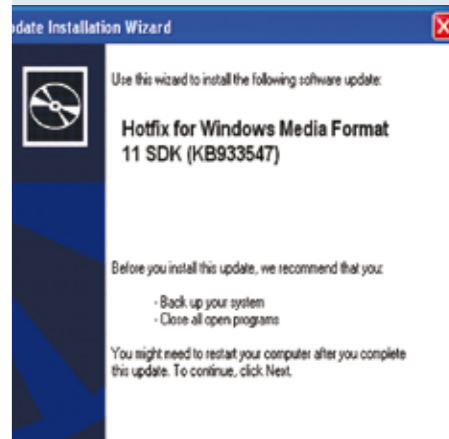 date Installation Wizard
Use this wizard to install the following software update:
Hotfix for Windows Media Format
11 SDK (KB933547)
Before you install this update, we recommend that you:
- Back up your system
- Close all open programs
You might need to restart your computer after you complete
this update. To continue, click Next.